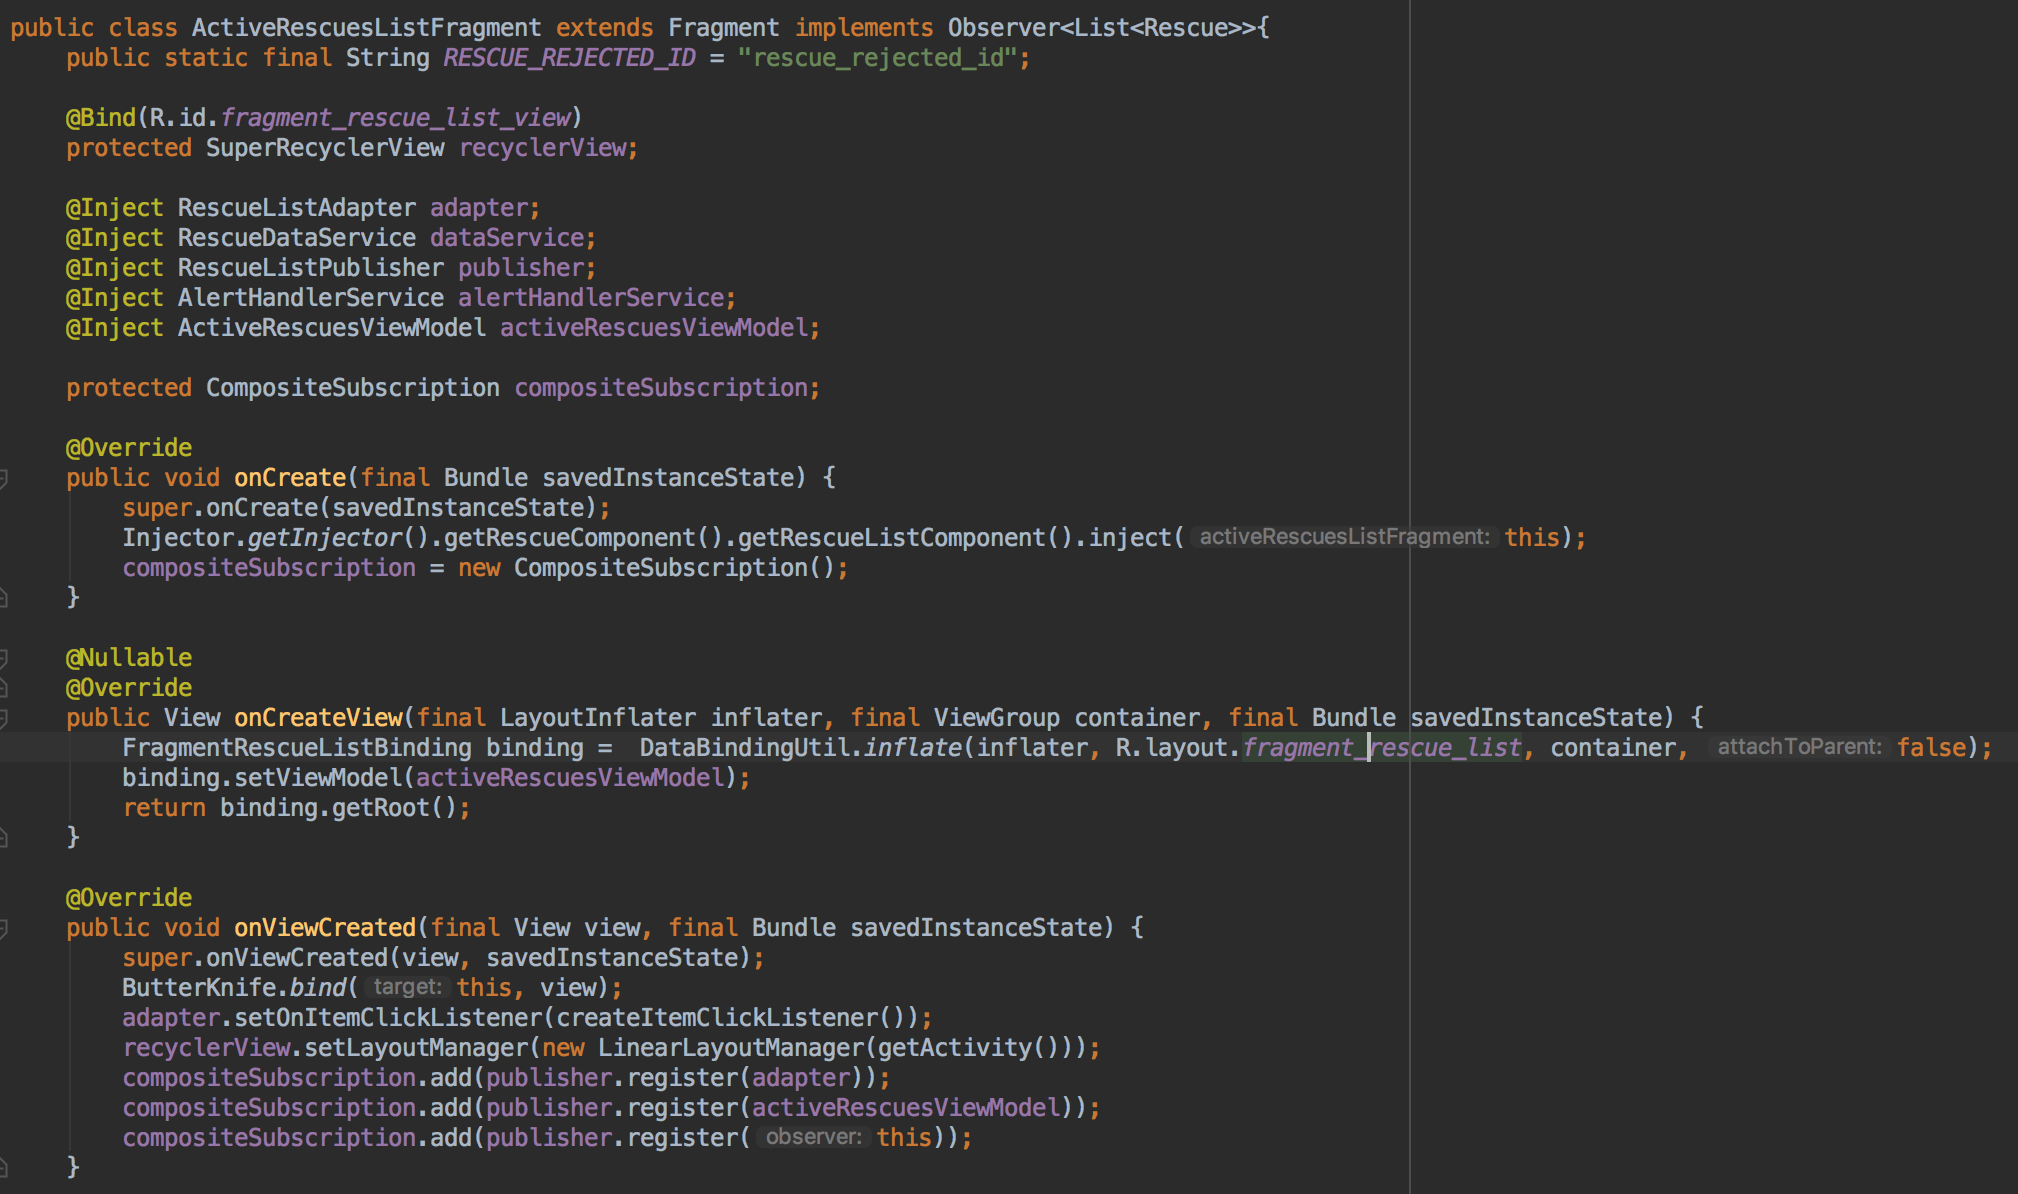 public class ActiveRescuesListFragment extends Fragment implements Observer<List<Rescue>>{
public static final String RESCUE_REJECTED_ID = "rescue_rejected_id";
@Bind(R.id.fragment_rescue_list_view)
protected SuperRecyclerView recyclerView;
@Inject RescueListAdapter adapter;
@Inject RescueDataService dataService;
@Inject RescueListPublisher publisher;
@Inject AlertHandlerService alertHandlerService;
@Inject ActiveRescuesViewModel activeRescuesViewModel;
protected CompositeSubscription compositeSubscription;
@Override
public void onCreate(final Bundle savedInstanceState) {
super.onCreate(savedInstanceState);
Injector.getInjector().getRescueComponent().getRescueListComponent().inject( activeRescuesListFragment: this);
compositeSubscription = new CompositeSubscription();
}
@Nullable
@Override
public View onCreateView(final LayoutInflater inflater, final ViewGroup container, final Bundle savedInstanceState) {
FragmentRescueListBinding binding =  DataBindingUtil.inflate(inflater, R.layout.fragment_rescue_list, container, attachToParent: false);
binding.setViewModel(activeRescuesViewModel);
return binding.getRoot();
}
@Override
public void onViewCreated(final View view, final Bundle savedInstanceState) {
super.onViewCreated(view, savedInstanceState);
ButterKnife.bind( target: this, view);
adapter.setOnItemClickListener(createItemClickListener());
recyclerView.setLayoutManager(new LinearLayoutManager(getActivity()));
compositeSubscription.add(publisher.register(adapter));
compositeSubscription.add(publisher.register(activeRescuesViewModel));
compositeSubscription.add(publisher.register( observer: this));
}